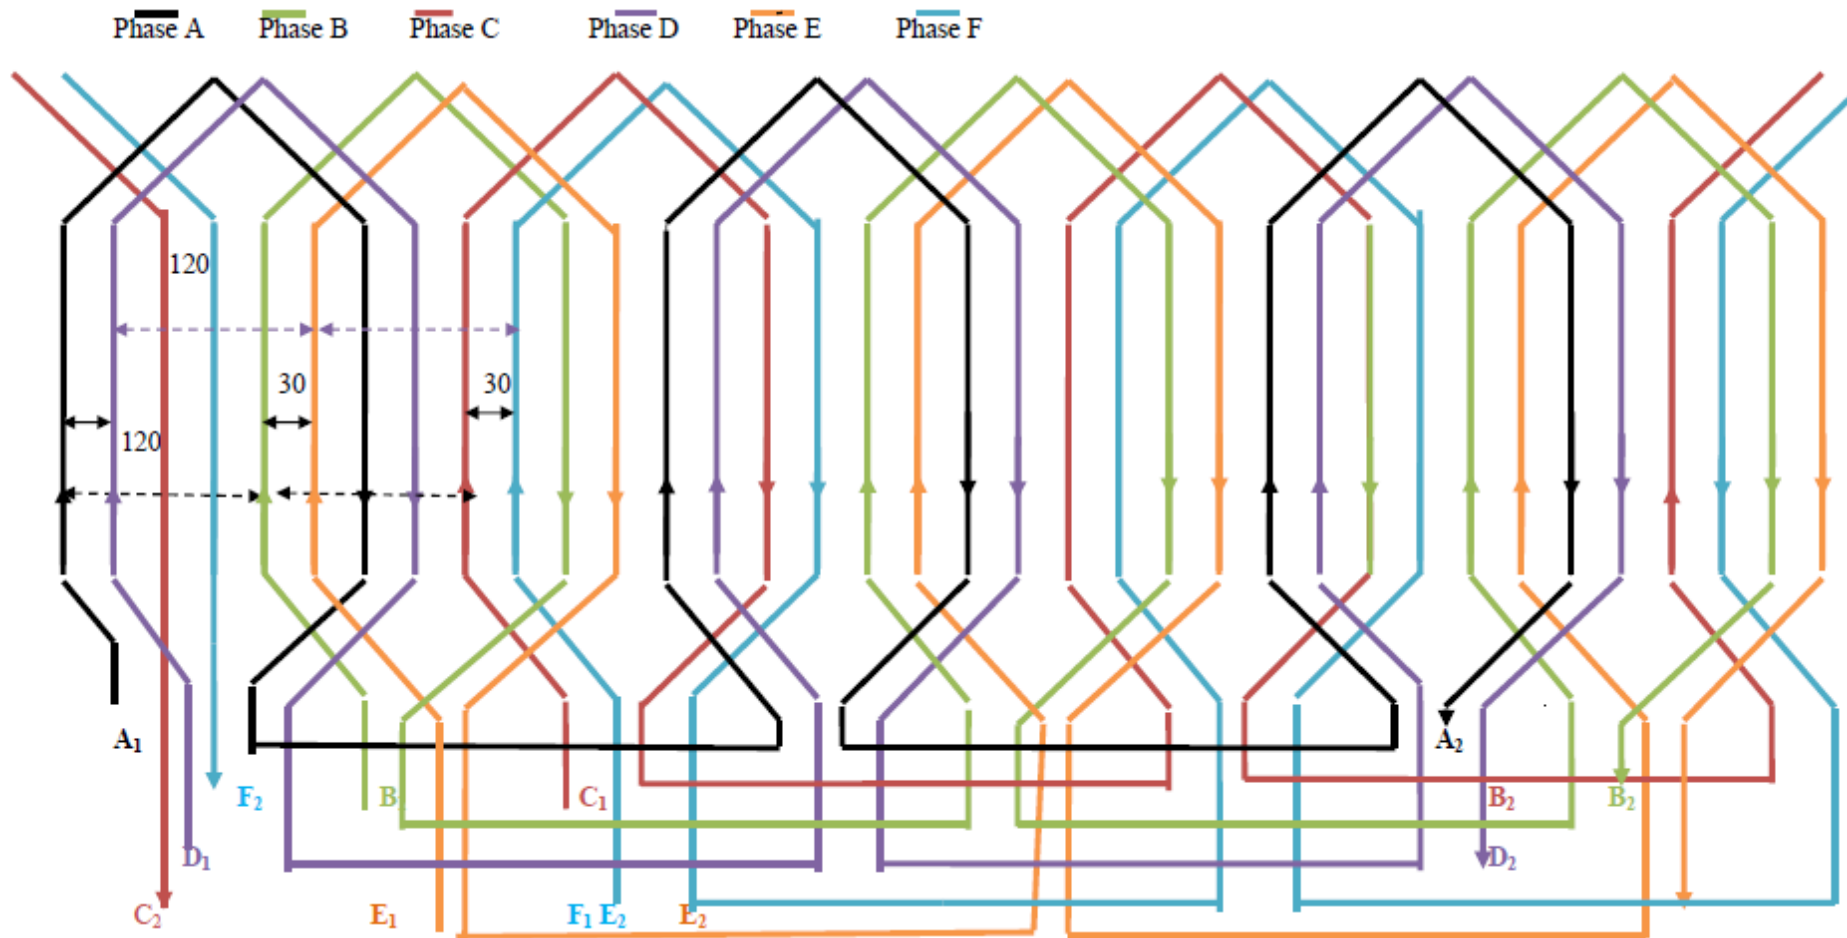 Phase A Phase B Phase C Phase D Phase E Phase F
120
30 30
120
A₁ A₂
F₂ B C₁ B₂ B₂
D₁ D₂
C₂ E₁ F₁ E₂ E₂